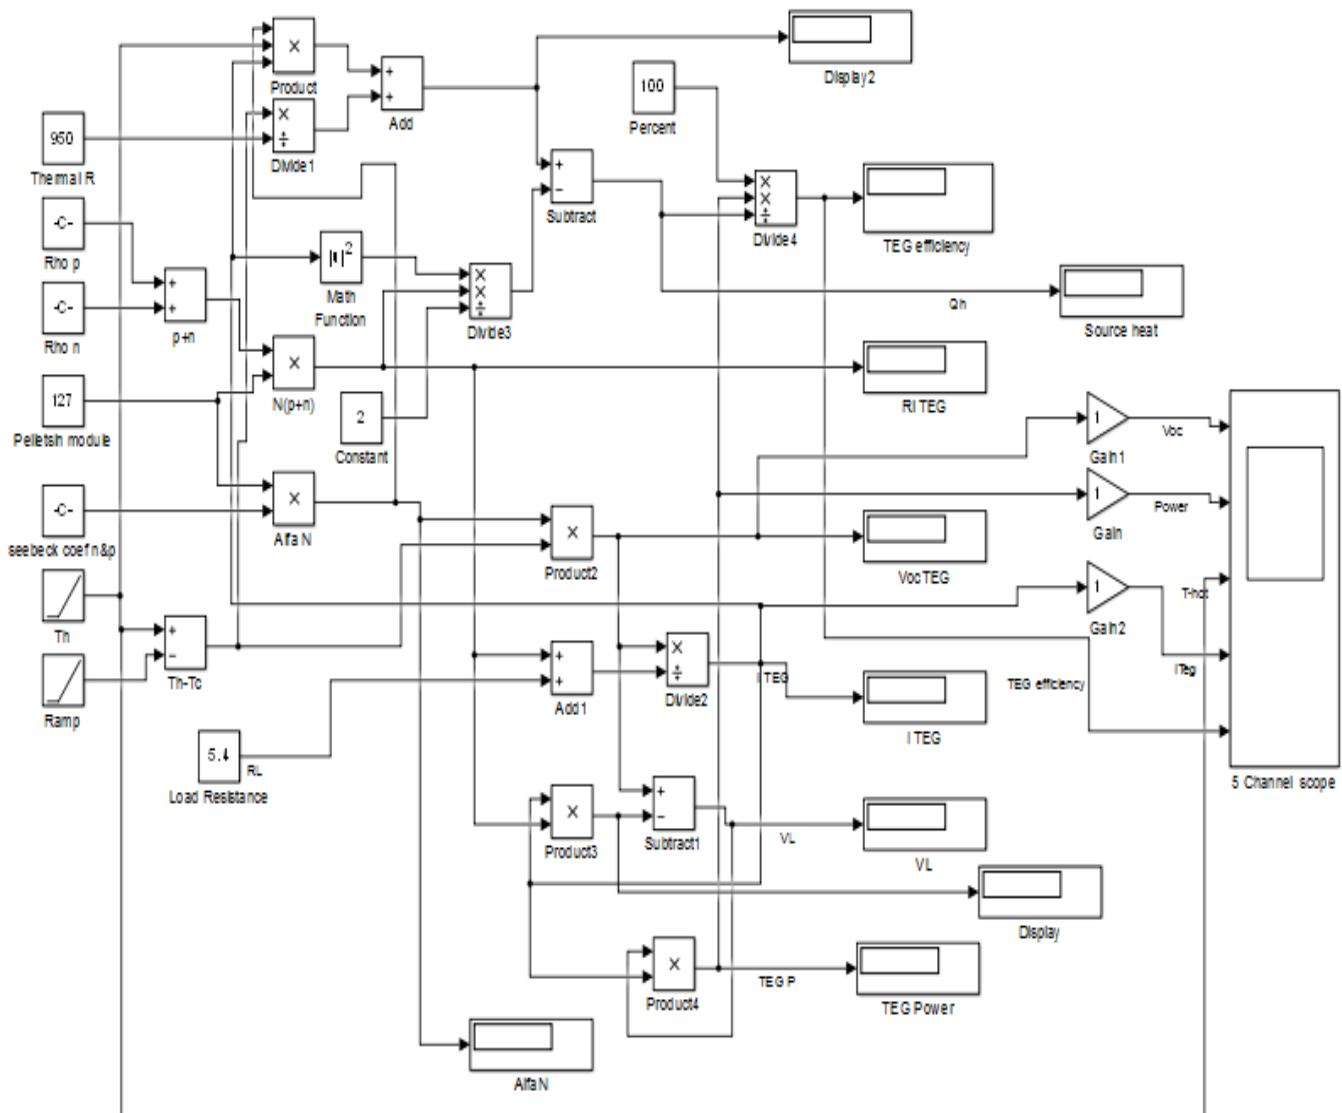 Product
Add
Display2
100
Percent
950
Thermal R
Divide1
-C-
Rho p
Subtract
Divide4
TEG efficiency
|u|²
Math
Function
Divide3
Qh
Source heat
-C-
Rho n
p+n
N(p+n)
2
Constant
RI TEG
127
Pelletsin module
1
Gain1
Voc
-C-
seebeck coef n&p
Alfa N
Product2
Voc TEG
1
Gain
Power
Th
Th-Tc
1
Gain2
T-hot
ITeg
Ramp
Add1
Divide2
I TEG
I TEG
TEG efficiency
5.4
RL
Load Resistance
5 Channel scope
Product3
Subtract1
VL
VL
Display
Product4
TEG P
TEG Power
AlfaN